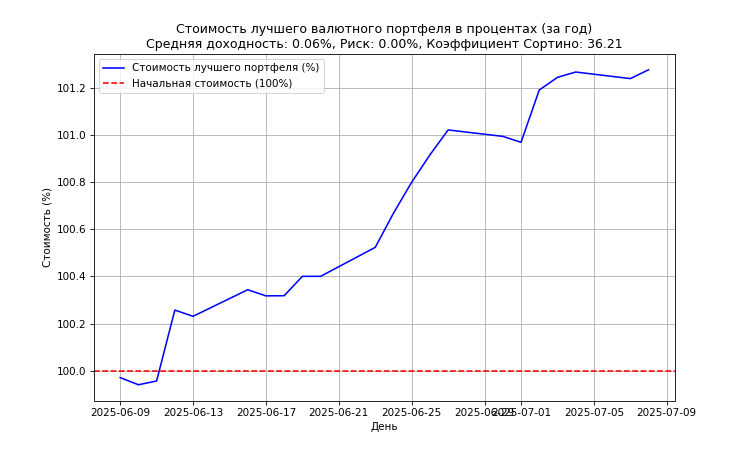 Стоимость лучшего валютного портфеля в процентах (за год)
Средняя доходность: 0.06%, Риск: 0.00%, Коэффициент Сортино: 36.21
Стоимость лучшего портфеля (%)
Начальная стоимость (100%)
Стоимость (%)
101.2
101.0
100.8
100.6
100.4
100.2
100.0
2025-06-09 2025-06-13 2025-06-17 2025-06-21 2025-06-25 2025-06-29 2025-07-01 2025-07-05 2025-07-09
День